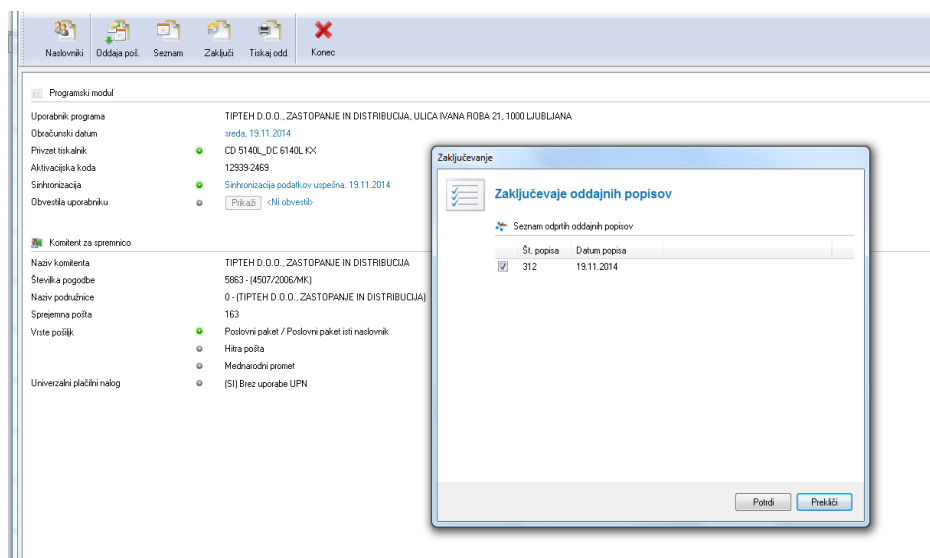 Naslovniki Oddaja poš. Seznam Zaključi Tiskaj odd. Konec
Programski modul
Uporabnik programa TIPTEH D.O.O., ZASTOPANJE IN DISTRIBUCIJA, ULICA IVANA ROBA 21, 1000 LJUBLJANA
Obračunski datum sreda, 19.11.2014
Privzet tiskalnik CD 5140L_DC 6140L KX
Aktivacijska koda 12939-2469
Sinhronizacija Sinhronizacija podatkov uspešna. 19.11.2014
Obvestila uporabniku Prikaži <Ni obvestil>
Komitent za spremnico
Naziv komitenta TIPTEH D.O.O., ZASTOPANJE IN DISTRIBUCIJA
Številka pogodbe 5863 - (4507/2006/MK)
Naziv podružnice 0 - (TIPTEH D.O.O., ZASTOPANJE IN DISTRIBUCIJA)
Sprejemna pošta 163
Vrste pošiljk Poslovni paket / Poslovni paket isti naslovnik
Hitra pošta
Mednarodni promet
Univerzalni plačilni nalog (SI) Brez uporabe UPN
Zaključevanje
Zaključevaje oddajnih popisov
Seznam odprtih oddajnih popisov
Št. popisa Datum popisa
312 19.11.2014
Potrdi Prekliči